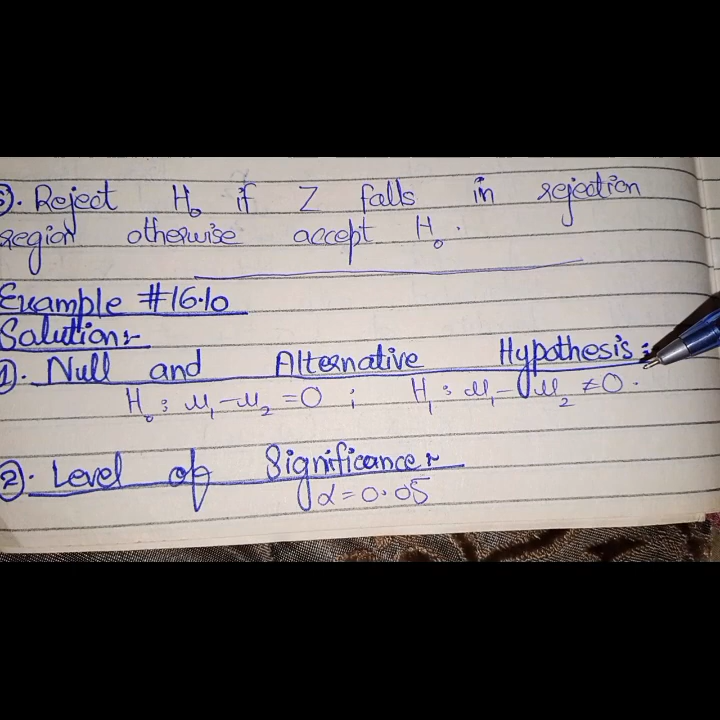 6). Reject H₀ if Z falls in rejection
region otherwise accept H₀.
Example #16.10
Solution:-
1). Null and Alternative Hypothesis:-
H₀ : μ₁-μ₂ = 0 ; H₁ : μ₁-μ₂ ≠ 0.
2). Level of Significance:-
α = 0.05